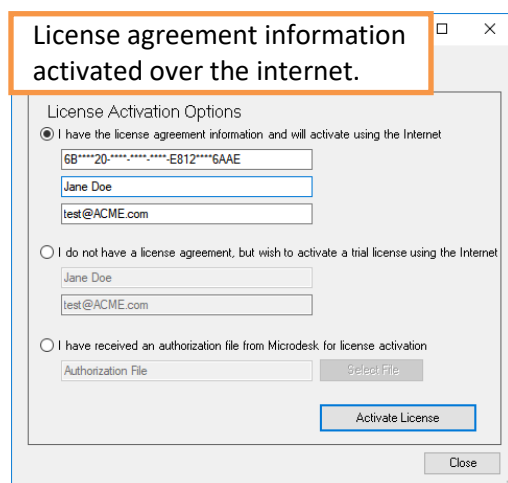 License agreement information
activated over the internet.
License Activation Options
I have the license agreement information and will activate using the Internet
6B****20-****-****-****-E812****6AAE
Jane Doe
test@ACME.com
I do not have a license agreement, but wish to activate a trial license using the Internet
Jane Doe
test@ACME.com
I have received an authorization file from Microdesk for license activation
Authorization File
Select File
Activate License
Close